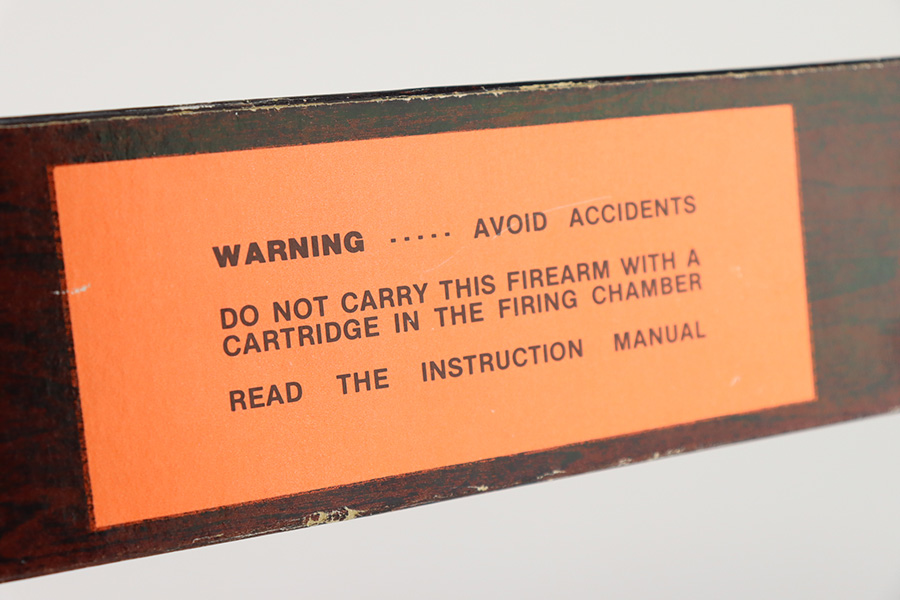 WARNING ..... AVOID ACCIDENTS
DO NOT CARRY THIS FIREARM WITH A
CARTRIDGE IN THE FIRING CHAMBER
READ THE INSTRUCTION MANUAL